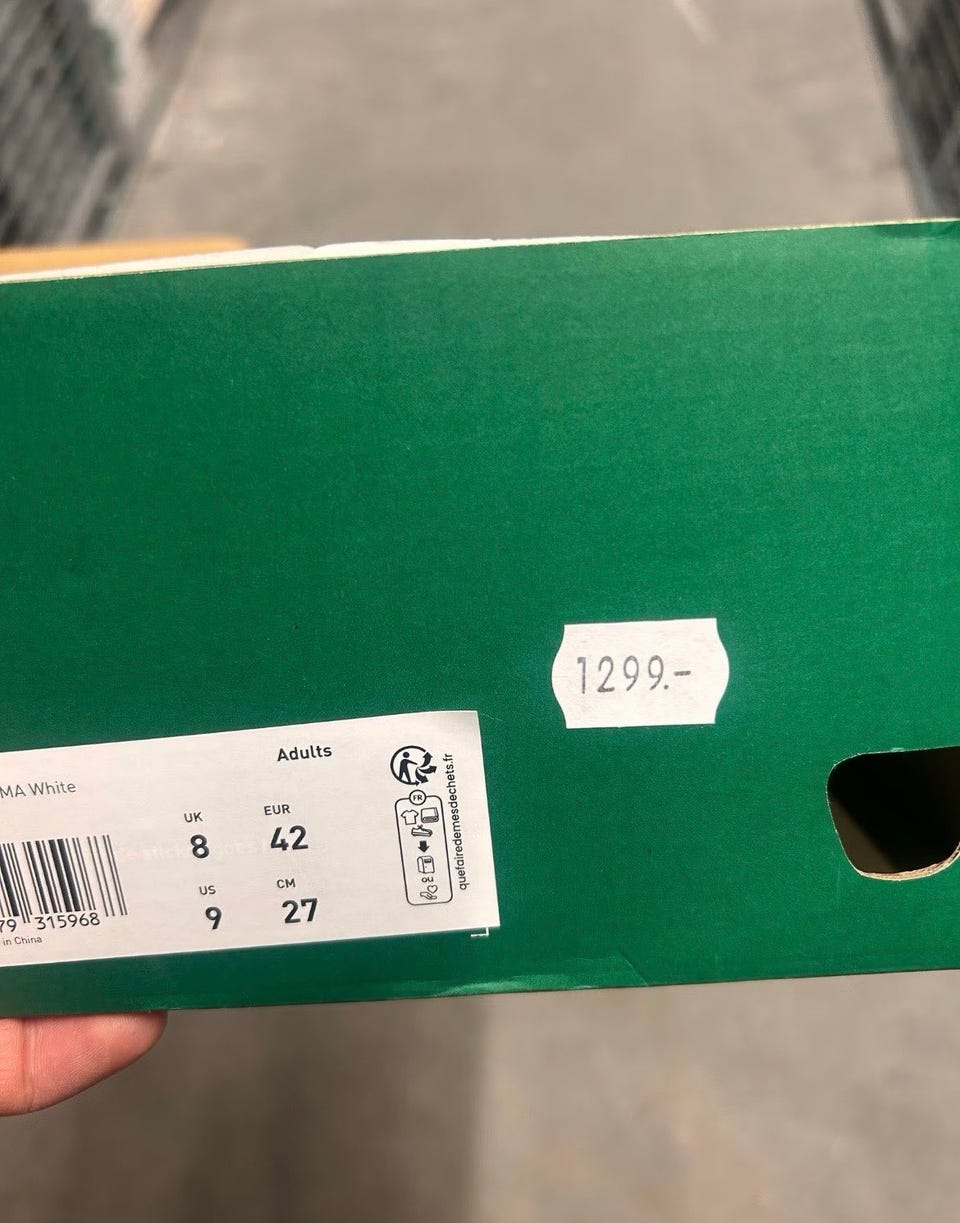 1299.-
Adults
MA White
UK
EUR
8
42
US
CM
9
27
79 315968
in China
FR
quefairedemesdechets.fr